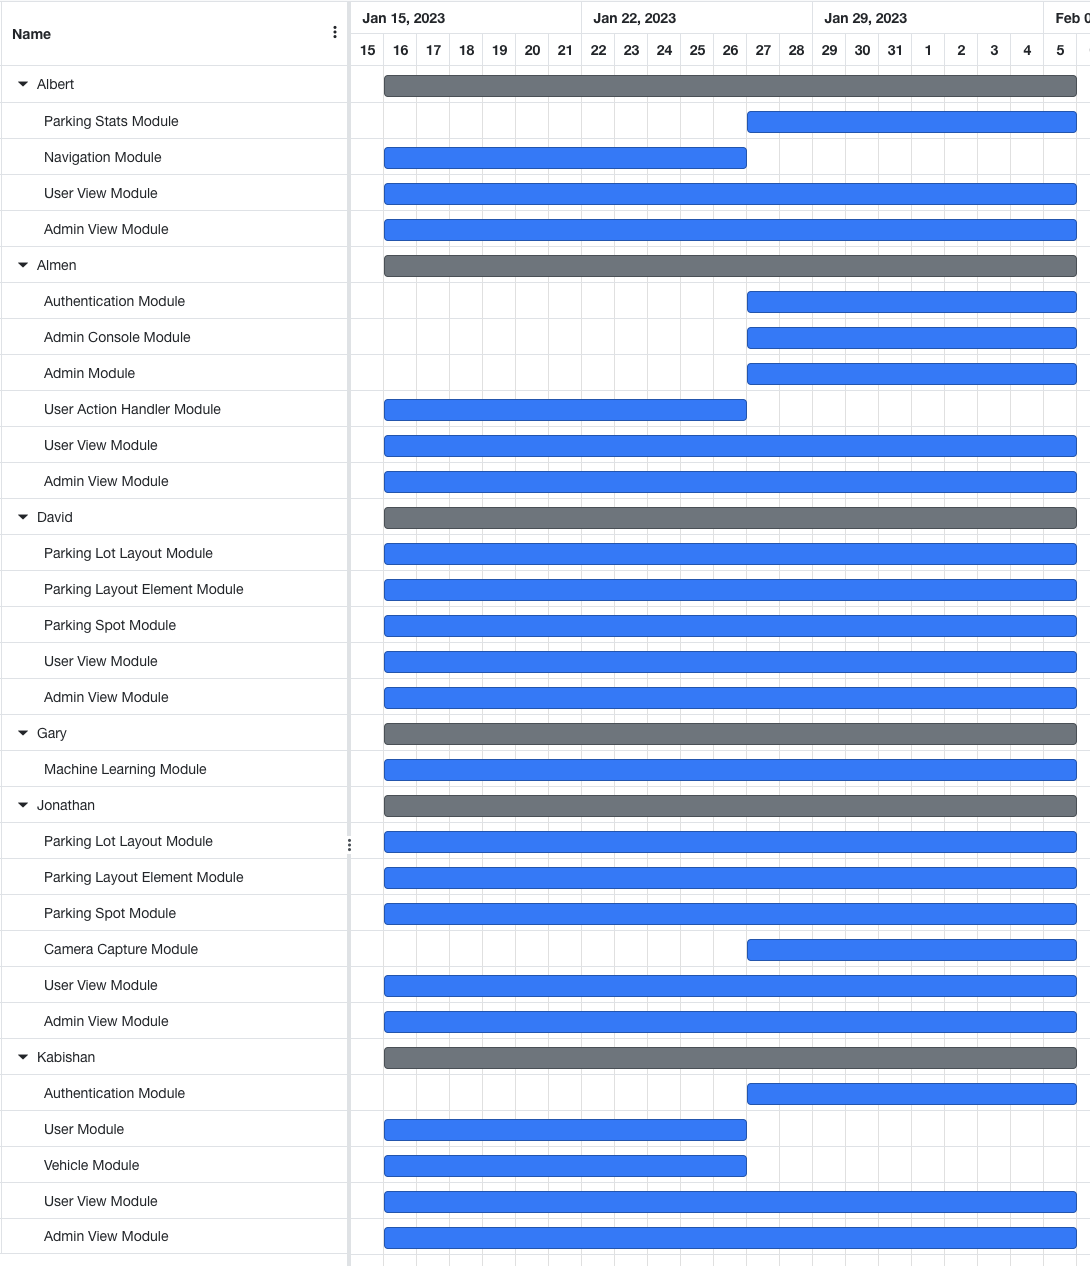 Name
Jan 15, 2023 Jan 22, 2023 Jan 29, 2023 Feb
15 16 17 18 19 20 21 22 23 24 25 26 27 28 29 30 31 1 2 3 4 5
Albert
Parking Stats Module
Navigation Module
User View Module
Admin View Module
Almen
Authentication Module
Admin Console Module
Admin Module
User Action Handler Module
User View Module
Admin View Module
David
Parking Lot Layout Module
Parking Layout Element Module
Parking Spot Module
User View Module
Admin View Module
Gary
Machine Learning Module
Jonathan
Parking Lot Layout Module
Parking Layout Element Module
Parking Spot Module
Camera Capture Module
User View Module
Admin View Module
Kabishan
Authentication Module
User Module
Vehicle Module
User View Module
Admin View Module